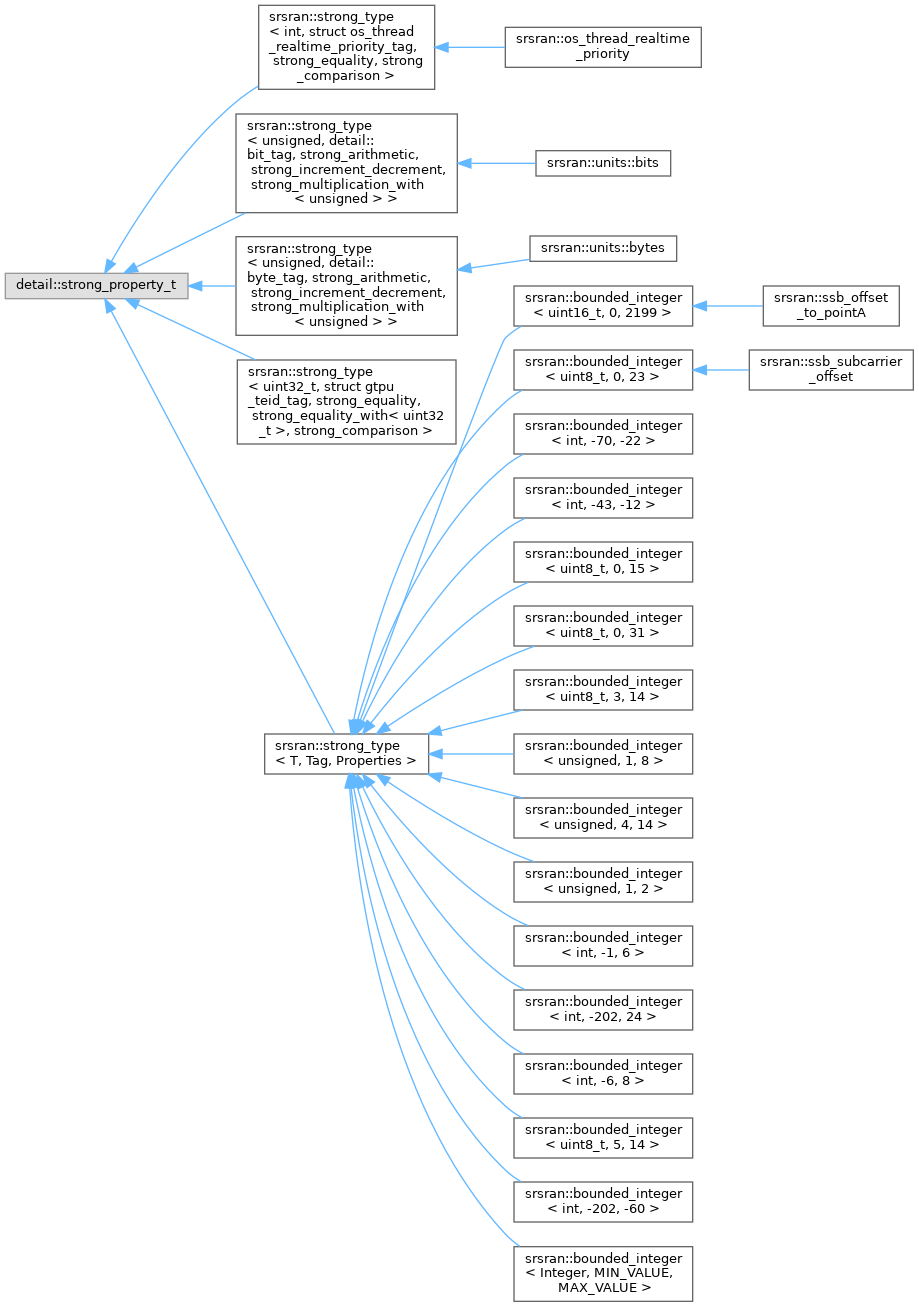 srsran::strong_type
< int, struct os_thread
_realtime_priority_tag,
strong_equality, strong
_comparison >
srsran::os_thread_realtime
_priority
srsran::strong_type
< unsigned, detail::
bit_tag, strong_arithmetic,
strong_increment_decrement,
strong_multiplication_with
< unsigned > >
srsran::units::bits
detail::strong_property_t
srsran::strong_type
< unsigned, detail::
byte_tag, strong_arithmetic,
strong_increment_decrement,
strong_multiplication_with
< unsigned > >
srsran::units::bytes
srsran::strong_type
< uint32_t, struct gtpu
_teid_tag, strong_equality,
strong_equality_with< uint32
_t >, strong_comparison >
srsran::bounded_integer
< uint16_t, 0, 2199 >
srsran::ssb_offset
_to_pointA
srsran::bounded_integer
< uint8_t, 0, 23 >
srsran::ssb_subcarrier
_offset
srsran::bounded_integer
< int, -70, -22 >
srsran::bounded_integer
< int, -43, -12 >
srsran::bounded_integer
< uint8_t, 0, 15 >
srsran::bounded_integer
< uint8_t, 0, 31 >
srsran::bounded_integer
< uint8_t, 3, 14 >
srsran::strong_type
< T, Tag, Properties >
srsran::bounded_integer
< unsigned, 1, 8 >
srsran::bounded_integer
< unsigned, 4, 14 >
srsran::bounded_integer
< unsigned, 1, 2 >
srsran::bounded_integer
< int, -1, 6 >
srsran::bounded_integer
< int, -202, 24 >
srsran::bounded_integer
< int, -6, 8 >
srsran::bounded_integer
< uint8_t, 5, 14 >
srsran::bounded_integer
< int, -202, -60 >
srsran::bounded_integer
< Integer, MIN_VALUE,
MAX_VALUE >